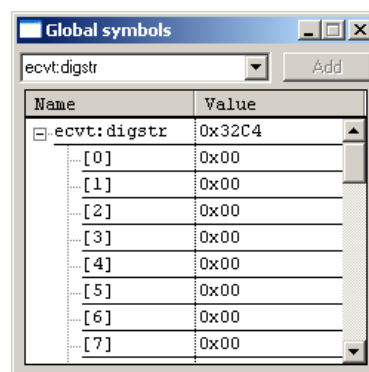 Global symbols
ecvt:digstr Add
Name Value
ecvt:digstr 0x32C4
[0] 0x00
[1] 0x00
[2] 0x00
[3] 0x00
[4] 0x00
[5] 0x00
[6] 0x00
[7] 0x00